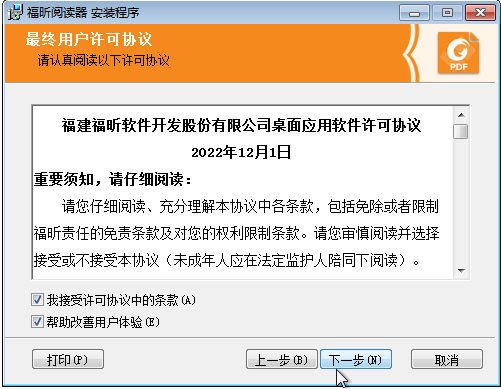 福昕阅读器 安装程序
最终用户许可协议
请认真阅读以下许可协议
PDF
福建福昕软件开发股份有限公司桌面应用软件许可协议
2022年12月1日
重要须知，请仔细阅读：
请您仔细阅读、充分理解本协议中各条款，包括免除或者限制
福昕责任的免责条款及对您的权利限制条款。请您审慎阅读并选择
接受或不接受本协议（未成年人应在法定监护人陪同下阅读）。
我接受许可协议中的条款(A)
帮助改善用户体验(E)
打印(P) 上一步(B) 下一步(N) 取消